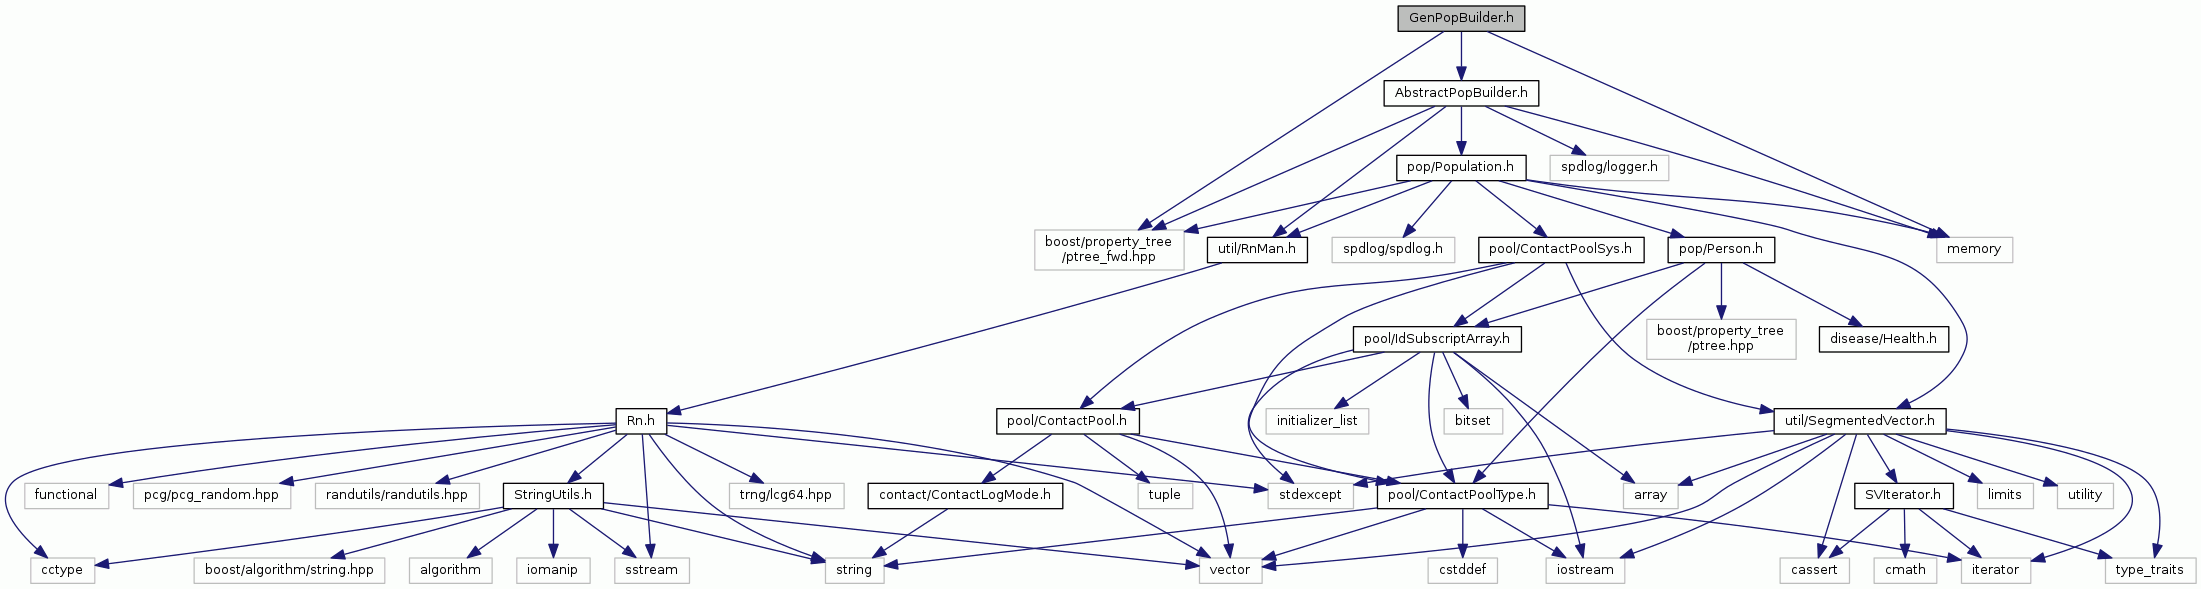 GenPopBuilder.h
AbstractPopBuilder.h
pop/Population.h
spdlog/logger.h
boost/property_tree
/ptree_fwd.hpp
util/RnMan.h
spdlog/spdlog.h
pool/ContactPoolSys.h
pop/Person.h
memory
pool/IdSubscriptArray.h
boost/property_tree
/ptree.hpp
disease/Health.h
Rn.h
pool/ContactPool.h
initializer_list
bitset
util/SegmentedVector.h
functional
pcg/pcg_random.hpp
randutils/randutils.hpp
StringUtils.h
trng/lcg64.hpp
contact/ContactLogMode.h
tuple
stdexcept
pool/ContactPoolType.h
array
SVIterator.h
limits
utility
cctype
boost/algorithm/string.hpp
algorithm
iomanip
sstream
string
vector
cstddef
iostream
cassert
cmath
iterator
type_traits